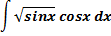 ∫ √sinx cosx dx